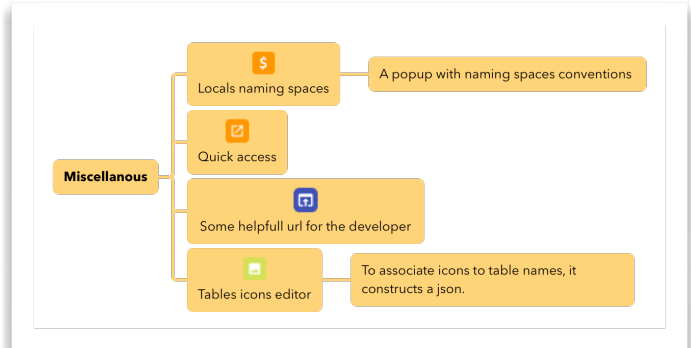 $
Locals naming spaces
A popup with naming spaces conventions
Quick access
Miscellanous
Some helpfull url for the developer
Tables icons editor
To associate icons to table names, it
constructs a json.